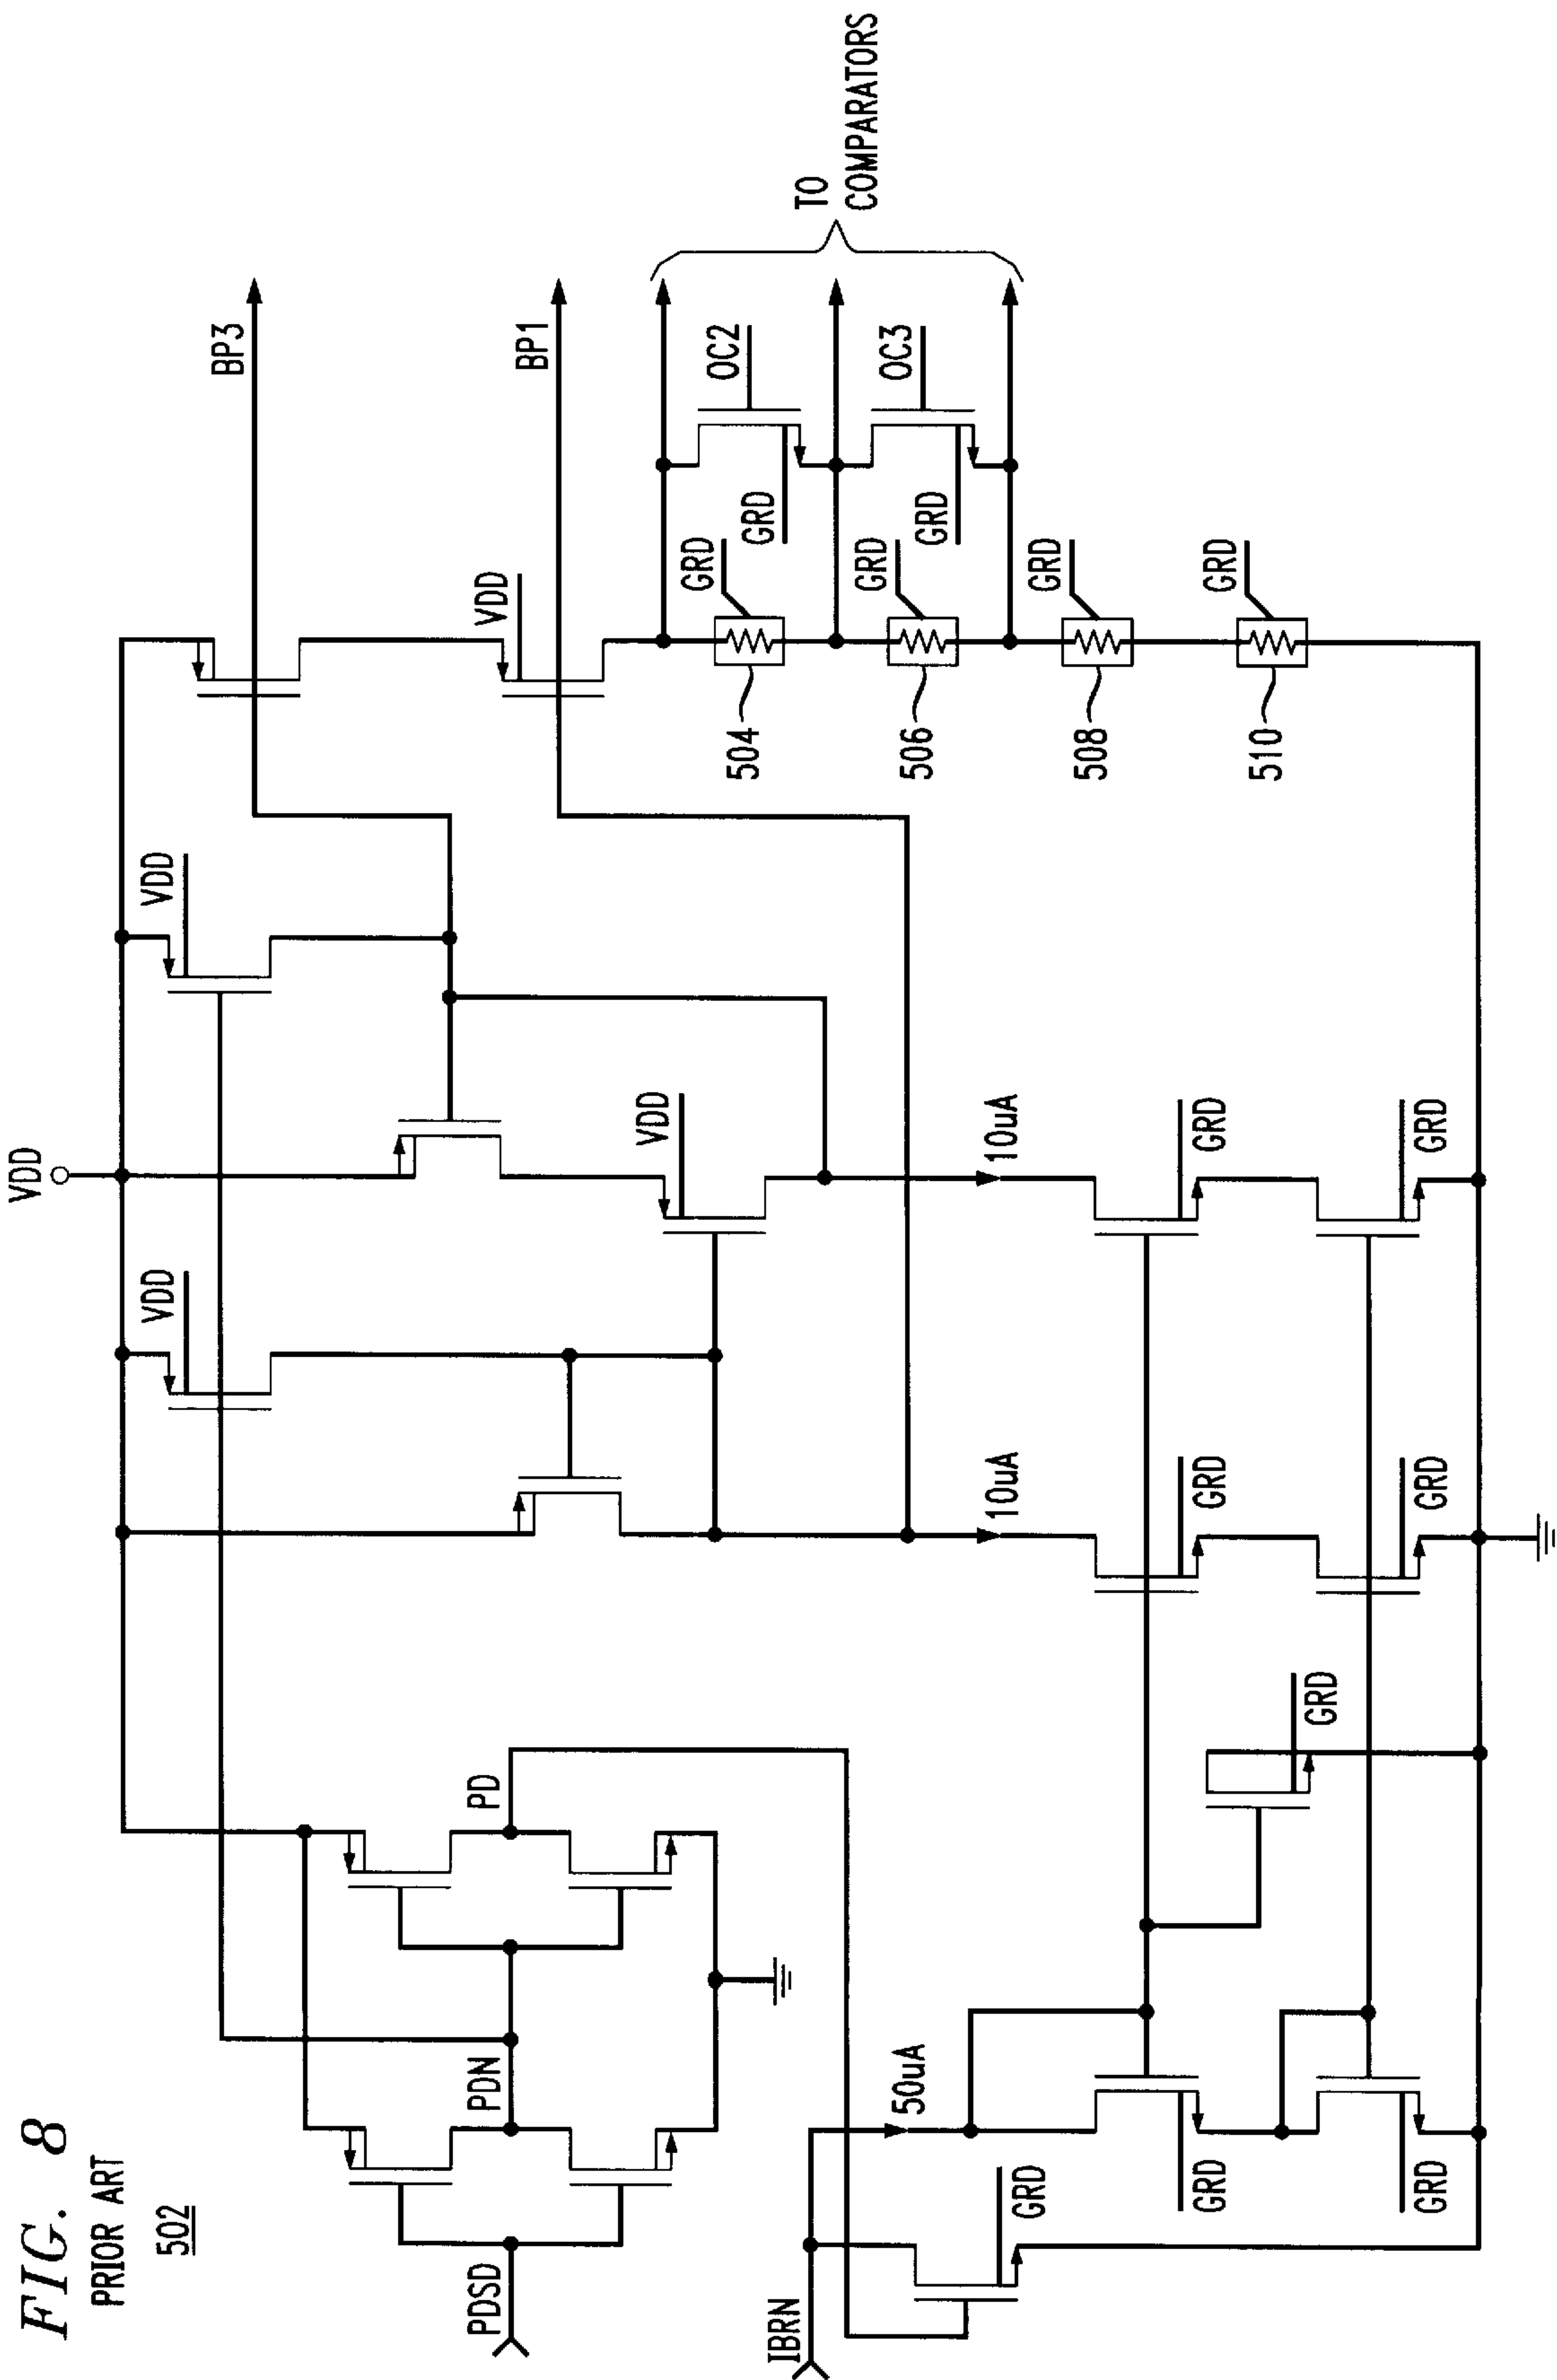 FIG. 8
PRIOR ART
502
VDD
BP3
VDD
VDD
VDD
BP1
VDD
TO
COMPARATORS
OC2
GRD
GRD
504
OC3
GRD
GRD
506
GRD
508
GRD
510
PDSD
PDN
PD
IBRN
50uA
10uA
10uA
GRD
GRD
GRD
GRD
GRD
GRD
GRD
GRD